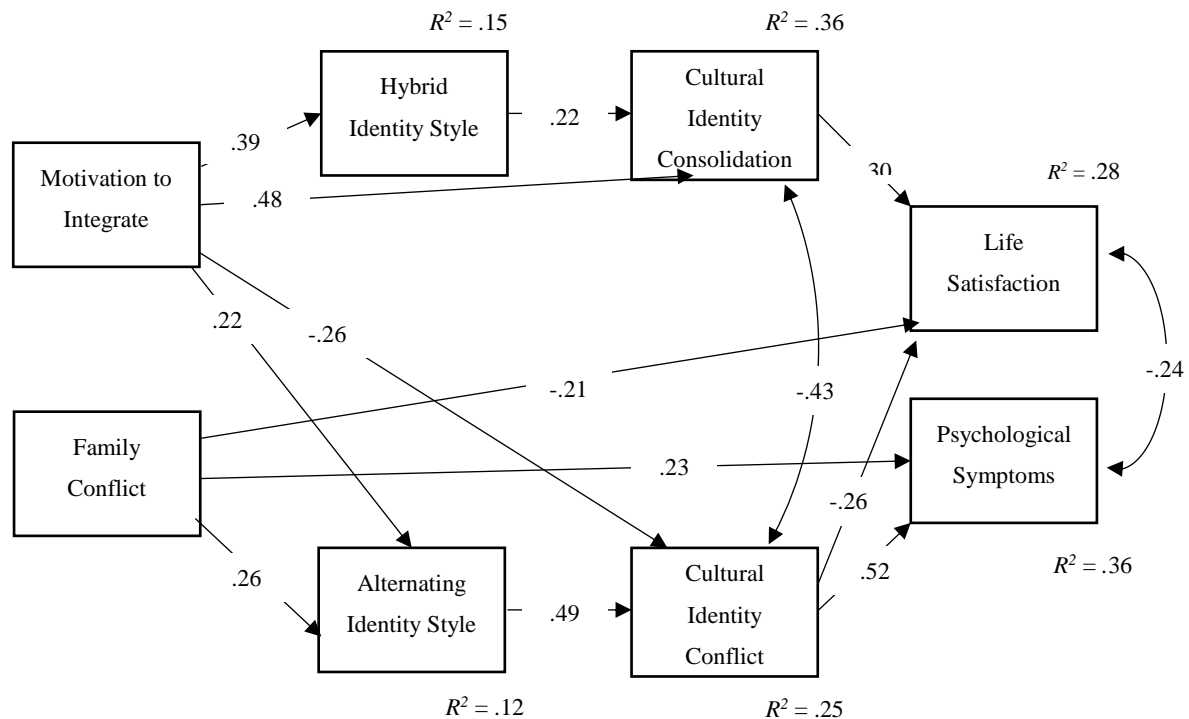 R² = .15
R² = .36
Hybrid
Identity Style
Cultural
Identity
Consolidation
.39
.22
.30
R² = .28
Motivation to
Integrate
.48
Life
Satisfaction
.22
-.26
-.21
-.43
-.24
Family
Conflict
.23
Psychological
Symptoms
-.26
.26
Alternating
Identity Style
.49
Cultural
Identity
Conflict
.52
R² = .36
R² = .12
R² = .25